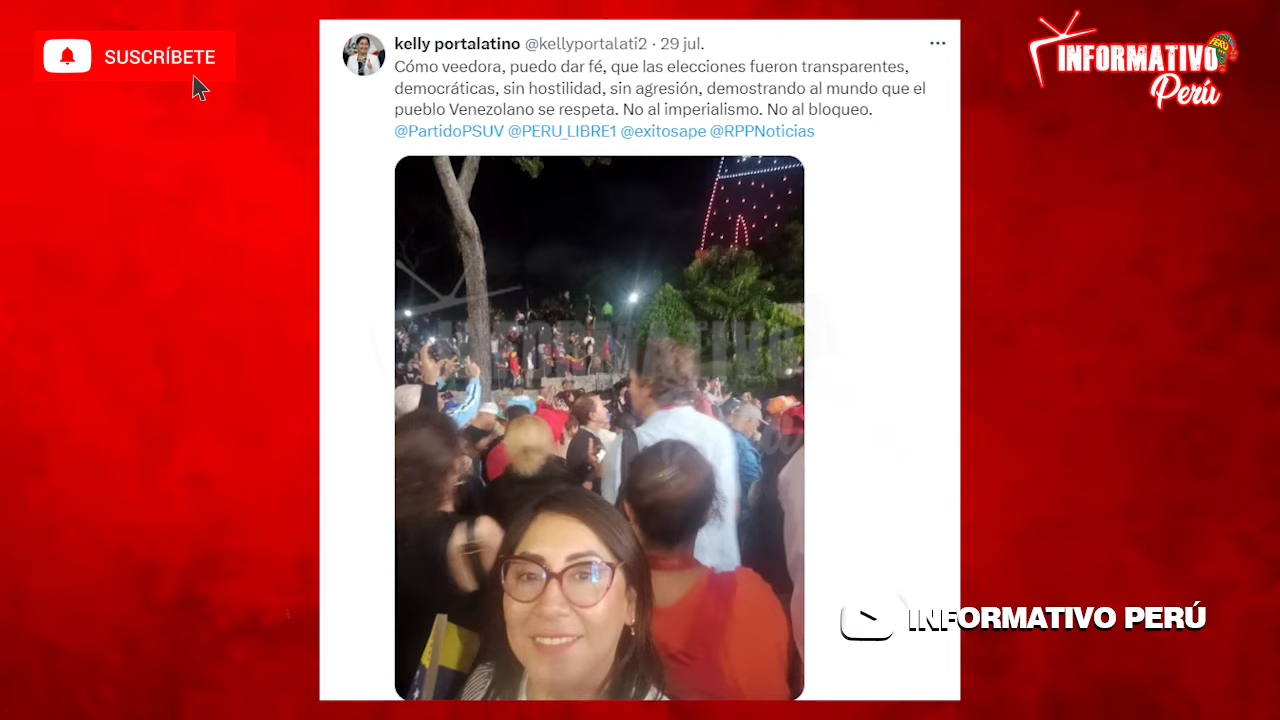 SUSCRÍBETE
kelly portalatino @kellyportalati2 · 29 jul.
Cómo veedora, puedo dar fé, que las elecciones fueron transparentes,
democráticas, sin hostilidad, sin agresión, demostrando al mundo que el
pueblo Venezolano se respeta. No al imperialismo. No al bloqueo.
@PartidoPSUV @PERU_LIBRE1 @exitosape @RPPNoticias
INFORMATIVO
PERÚ
Perú
INFORMATIVO
INFORMATIVO PERÚ